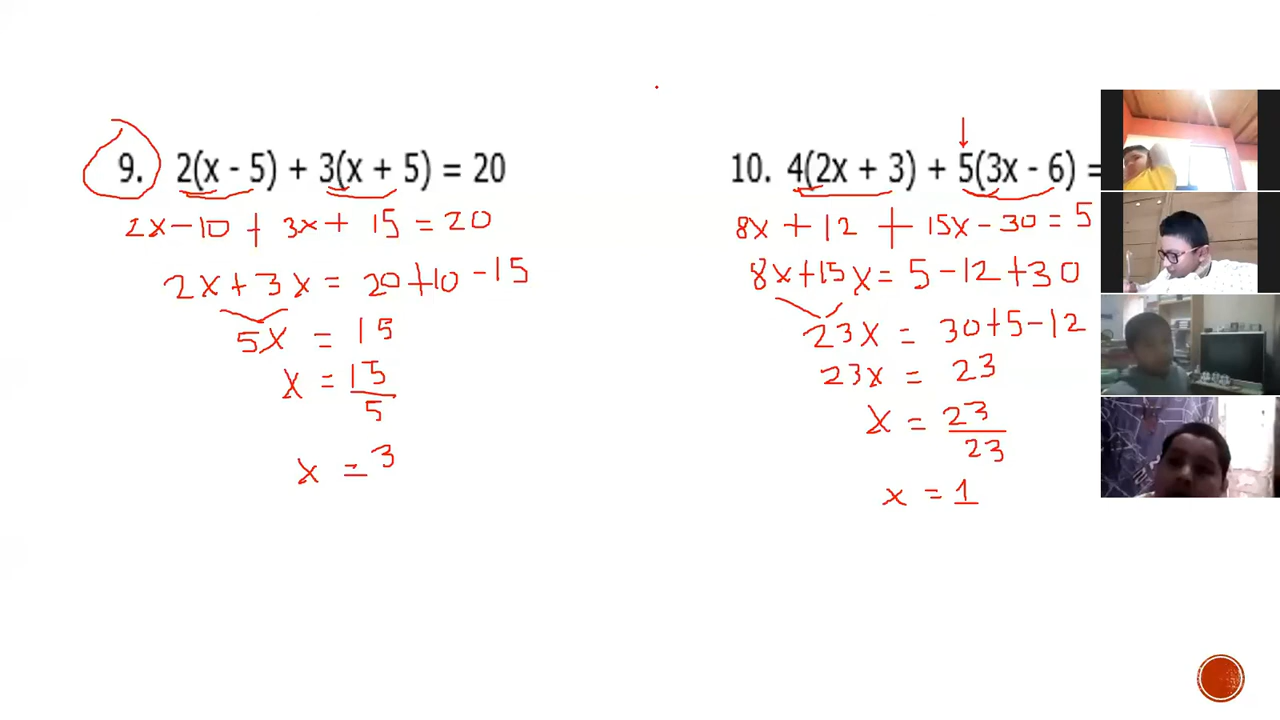 9. 2(x - 5) + 3(x + 5) = 20
2x - 10 + 3x + 15 = 20
2x + 3x = 20 + 10 - 15
5x = 15
x = 15/5
x = 3
10. 4(2x + 3) + 5(3x - 6) =
8x + 12 + 15x - 30 = 5
8x + 15x = 5 - 12 + 30
23x = 30 + 5 - 12
23x = 23
x = 23/23
x = 1